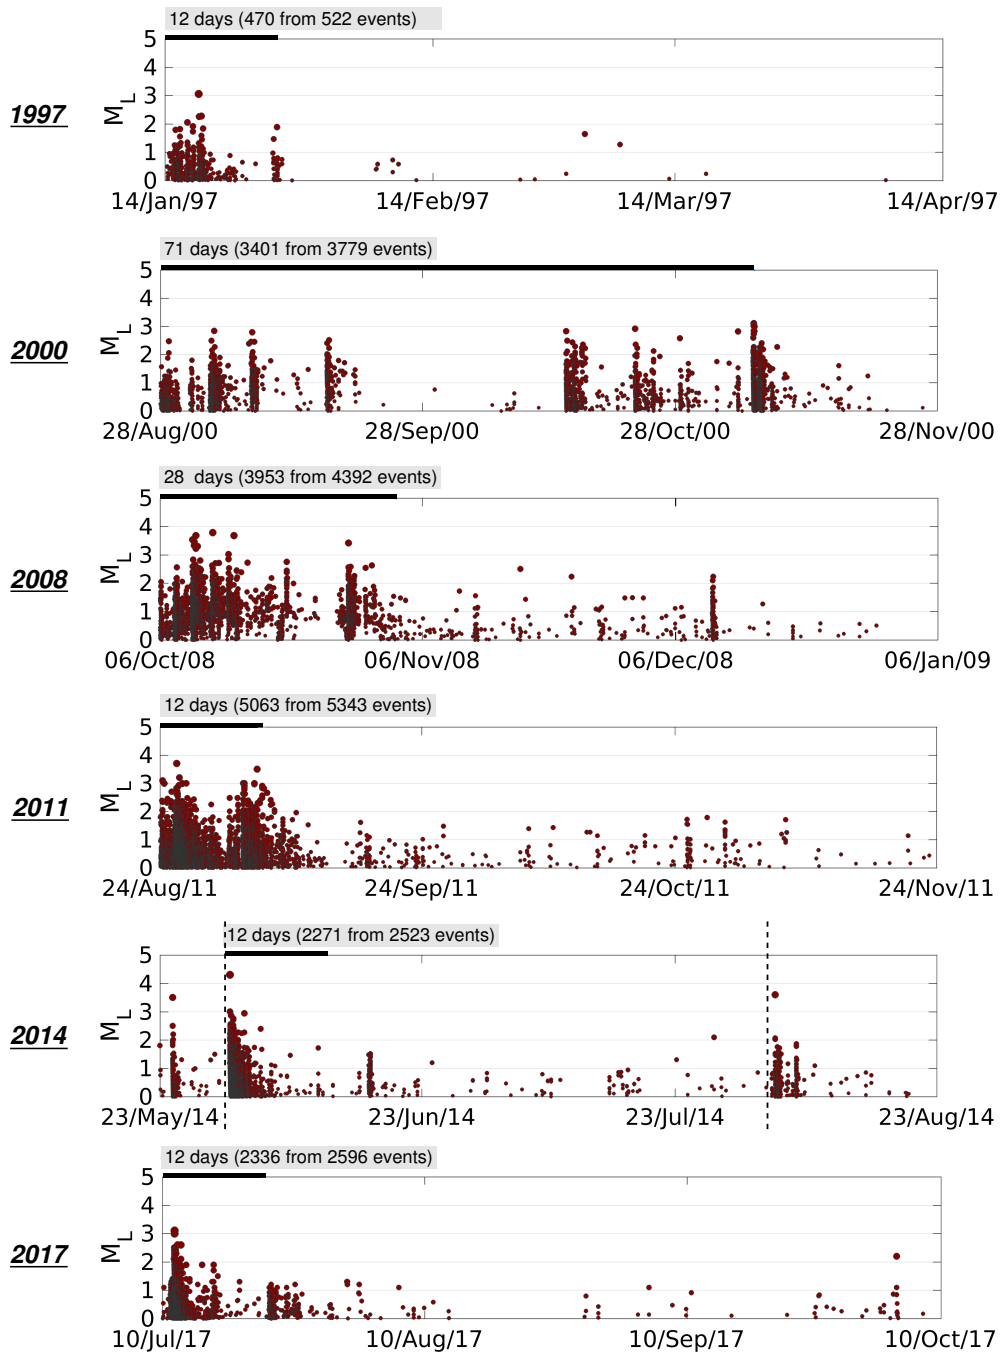 12 days (470 from 522 events)
1997
M_L
5
4
3
2
1
0
14/Jan/97 14/Feb/97 14/Mar/97 14/Apr/97
71 days (3401 from 3779 events)
2000
M_L
5
4
3
2
1
0
28/Aug/00 28/Sep/00 28/Oct/00 28/Nov/00
28 days (3953 from 4392 events)
2008
M_L
5
4
3
2
1
0
06/Oct/08 06/Nov/08 06/Dec/08 06/Jan/09
12 days (5063 from 5343 events)
2011
M_L
5
4
3
2
1
0
24/Aug/11 24/Sep/11 24/Oct/11 24/Nov/11
12 days (2271 from 2523 events)
2014
M_L
5
4
3
2
1
0
23/May/14 23/Jun/14 23/Jul/14 23/Aug/14
12 days (2336 from 2596 events)
2017
M_L
5
4
3
2
1
0
10/Jul/17 10/Aug/17 10/Sep/17 10/Oct/17